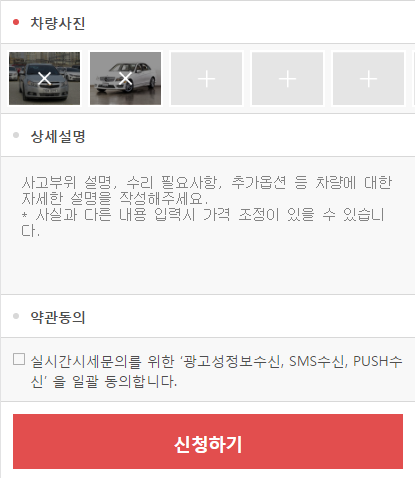 차량사진
상세설명
사고부위 설명, 수리 필요사항, 추가옵션 등 차량에 대한
자세한 설명을 작성해주세요.
* 사실과 다른 내용 입력시 가격 조정이 있을 수 있습니
다.
약관동의
실시간시세문의를 위한 '광고성정보수신, SMS수신, PUSH수
신' 을 일괄 동의합니다.
신청하기